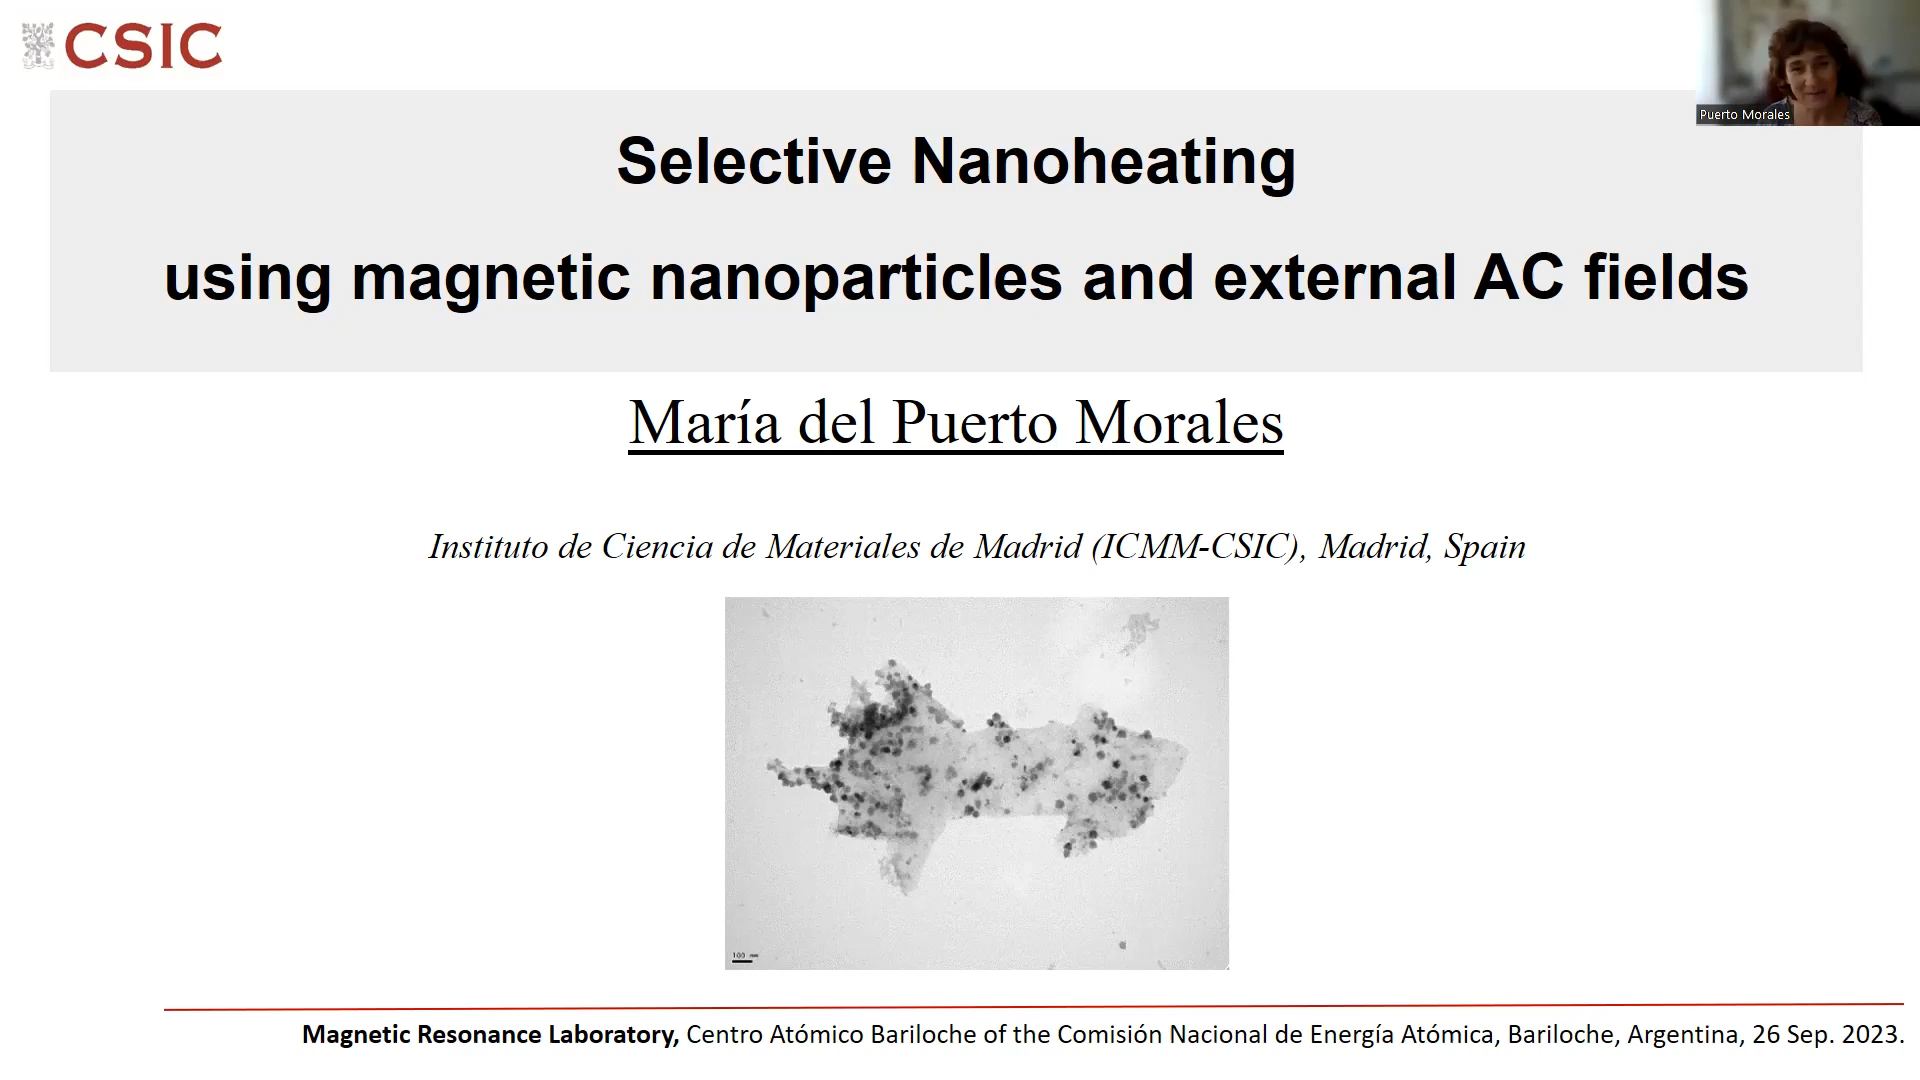 CSIC
Puerto Morales
Selective Nanoheating
using magnetic nanoparticles and external AC fields
María del Puerto Morales
Instituto de Ciencia de Materiales de Madrid (ICMM-CSIC), Madrid, Spain
100 nm
Magnetic Resonance Laboratory, Centro Atómico Bariloche of the Comisión Nacional de Energía Atómica, Bariloche, Argentina, 26 Sep. 2023.